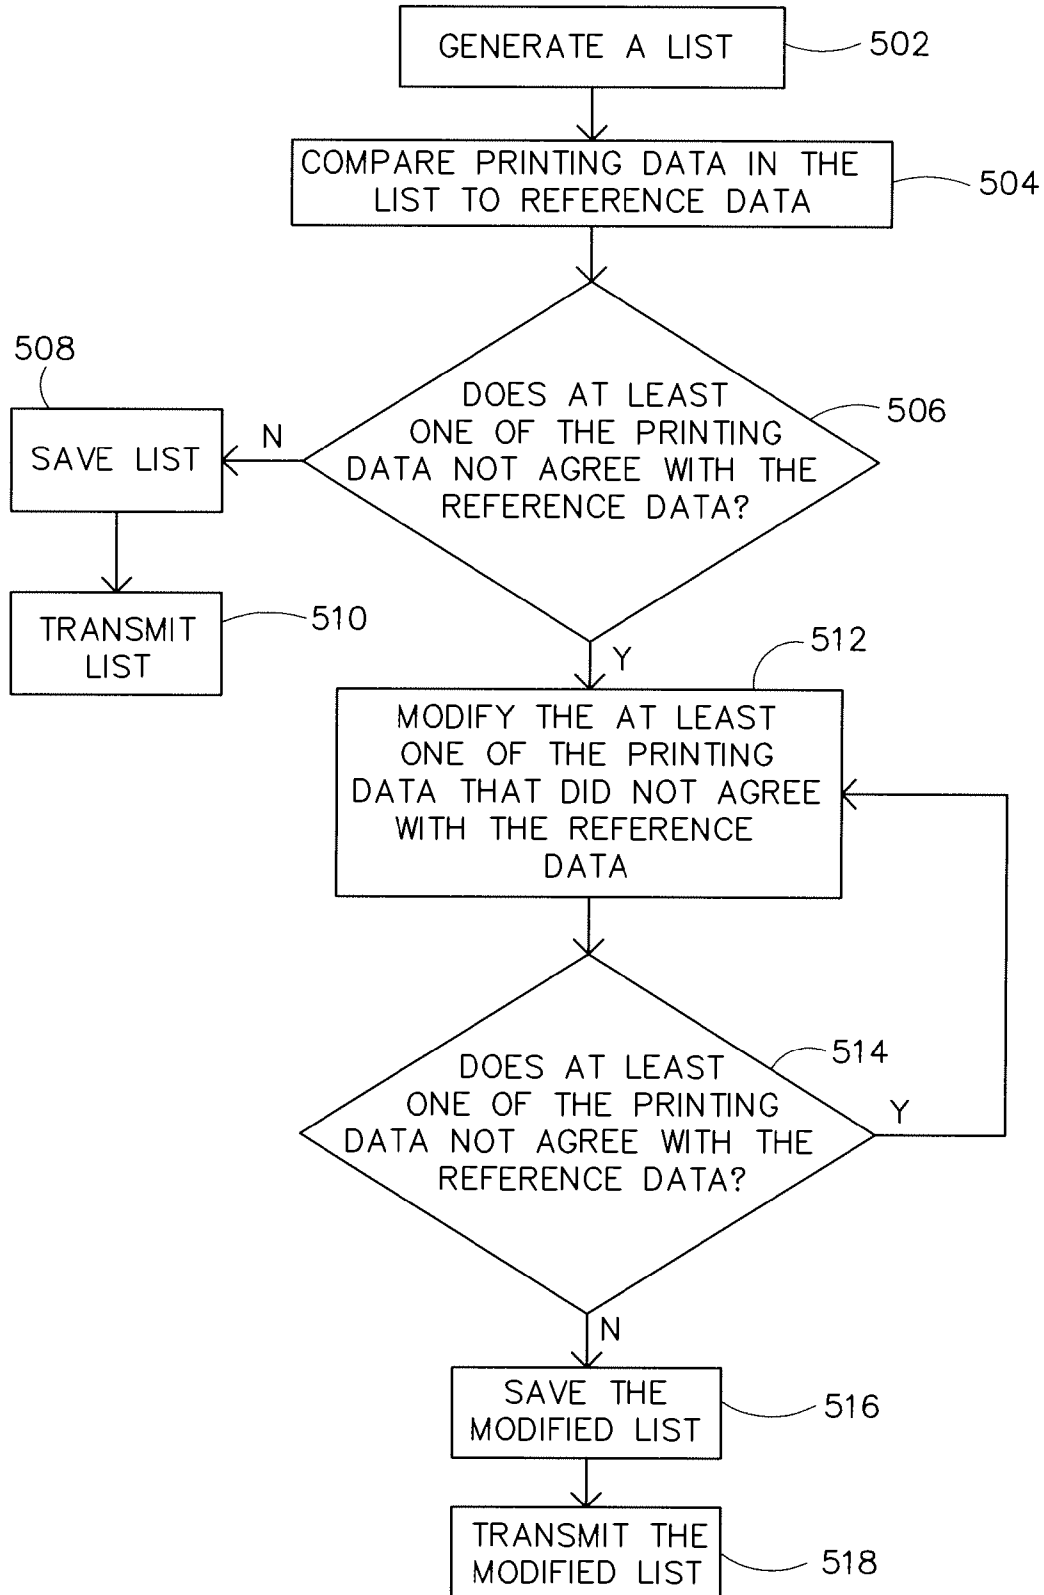 GENERATE A LIST
502
COMPARE PRINTING DATA IN THE
LIST TO REFERENCE DATA
504
508
DOES AT LEAST
ONE OF THE PRINTING
DATA NOT AGREE WITH THE
REFERENCE DATA?
506
N
SAVE LIST
TRANSMIT
LIST
510
Y
512
MODIFY THE AT LEAST
ONE OF THE PRINTING
DATA THAT DID NOT AGREE
WITH THE REFERENCE
DATA
DOES AT LEAST
ONE OF THE PRINTING
DATA NOT AGREE WITH THE
REFERENCE DATA?
514
Y
N
SAVE THE
MODIFIED LIST
516
TRANSMIT THE
MODIFIED LIST
518